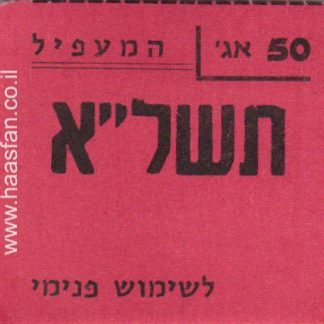 50 אג׳
המעפיל
תשל״א
לשימוש פנימי
www.haasfan.co.il